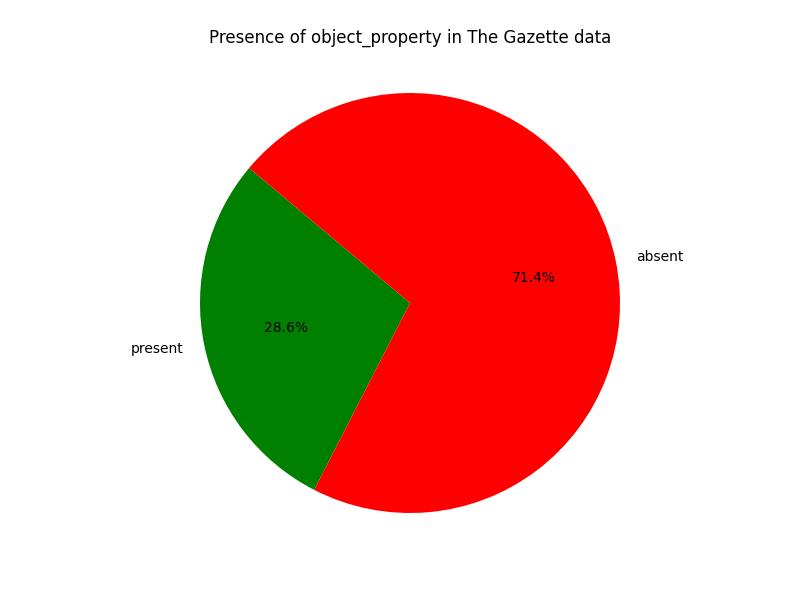 Presence of object_property in The Gazette data
absent
71.4%
28.6%
present